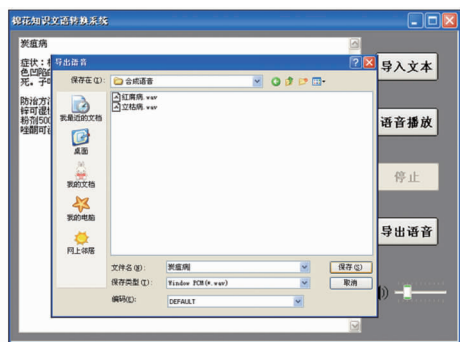 棉花知识文语转换系统
炭疽病
症状:
色凹陷
死。子
防治方法
锌可湿
粉剂500
唑酮可
导出语音
保存在(I):
合成语音
红腐病.wav
立枯病.wav
我最近的文档
桌面
我的文档
我的电脑
网上邻居
文件名(N):
炭疽病
保存(S)
保存类型(T):
Window PCM(*.wav)
取消
编码(E):
DEFAULT
导入文本
语音播放
停止
导出语音